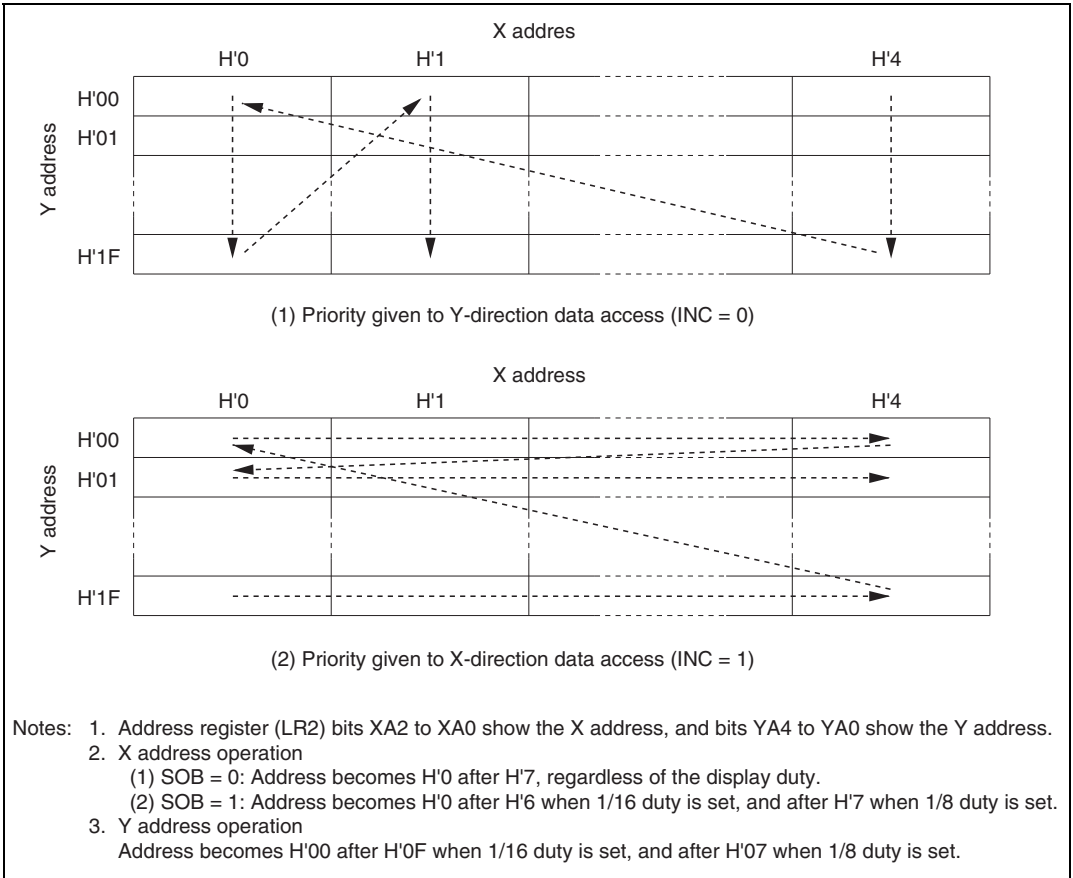 X addres
H'0 H'1 H'4
H'00
H'01
Y address
H'1F
(1) Priority given to Y-direction data access (INC = 0)
X address
H'0 H'1 H'4
H'00
H'01
Y address
H'1F
(2) Priority given to X-direction data access (INC = 1)
Notes: 1. Address register (LR2) bits XA2 to XA0 show the X address, and bits YA4 to YA0 show the Y address.
2. X address operation
(1) SOB = 0: Address becomes H'0 after H'7, regardless of the display duty.
(2) SOB = 1: Address becomes H'0 after H'6 when 1/16 duty is set, and after H'7 when 1/8 duty is set.
3. Y address operation
Address becomes H'00 after H'0F when 1/16 duty is set, and after H'07 when 1/8 duty is set.